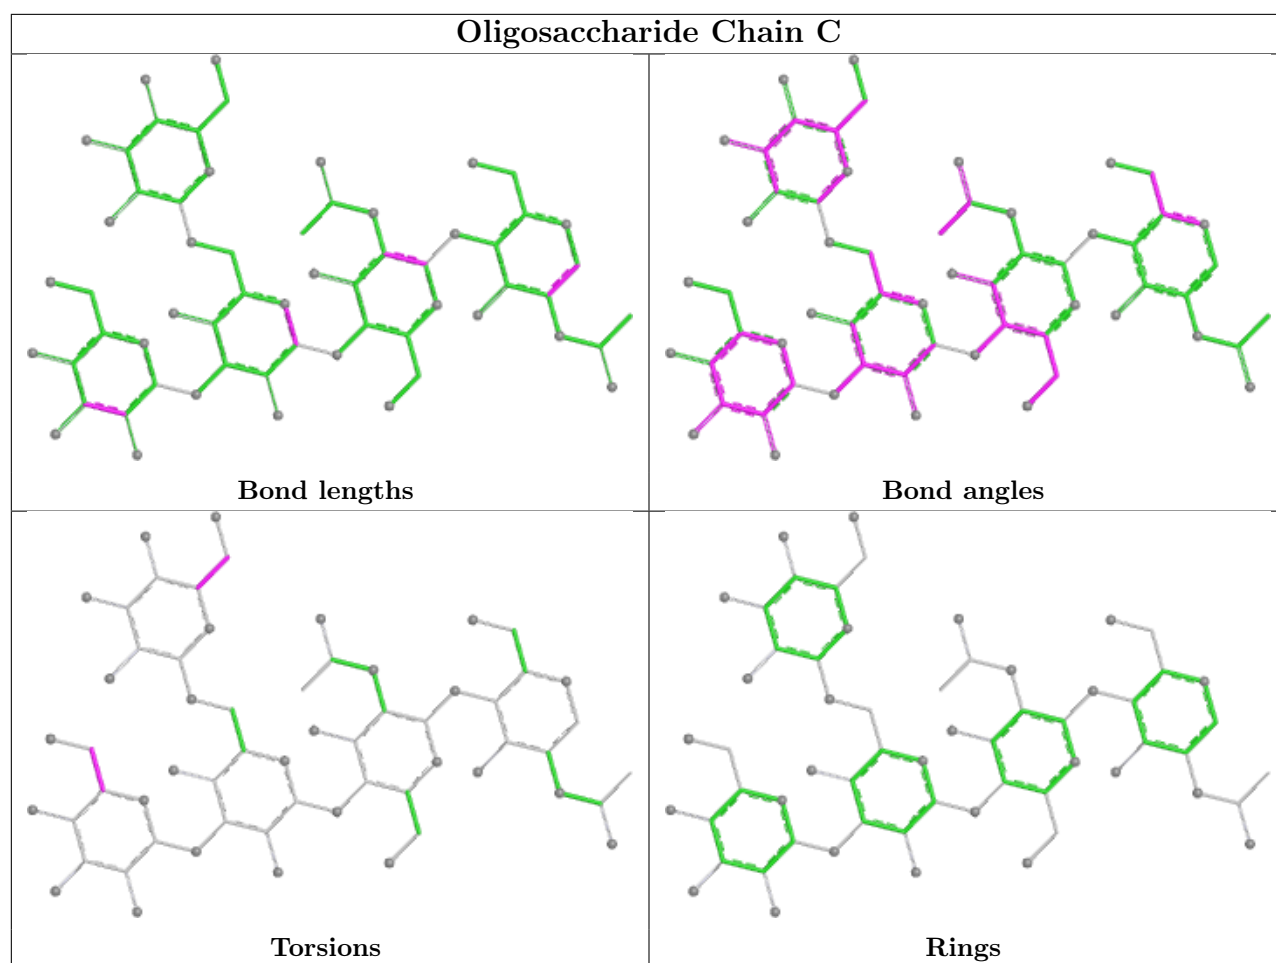 Oligosaccharide Chain C
Bond lengths
Bond angles
Torsions
Rings